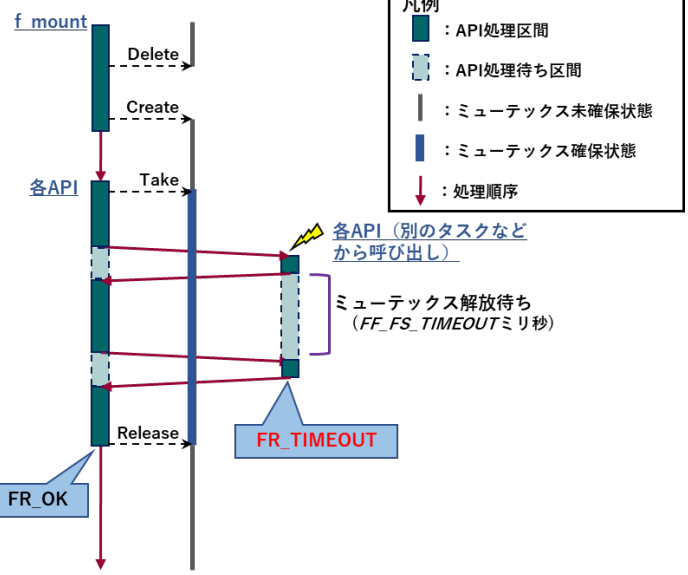 f_mount
Delete
Create
各API
Take
凡例
：API処理区間
：API処理待ち区間
：ミューテックス未確保状態
：ミューテックス確保状態
：処理順序
各API（別のタスクなど
から呼び出し）
ミューテックス解放待ち
（FF_FS_TIMEOUTミリ秒）
Release
FR_TIMEOUT
FR_OK